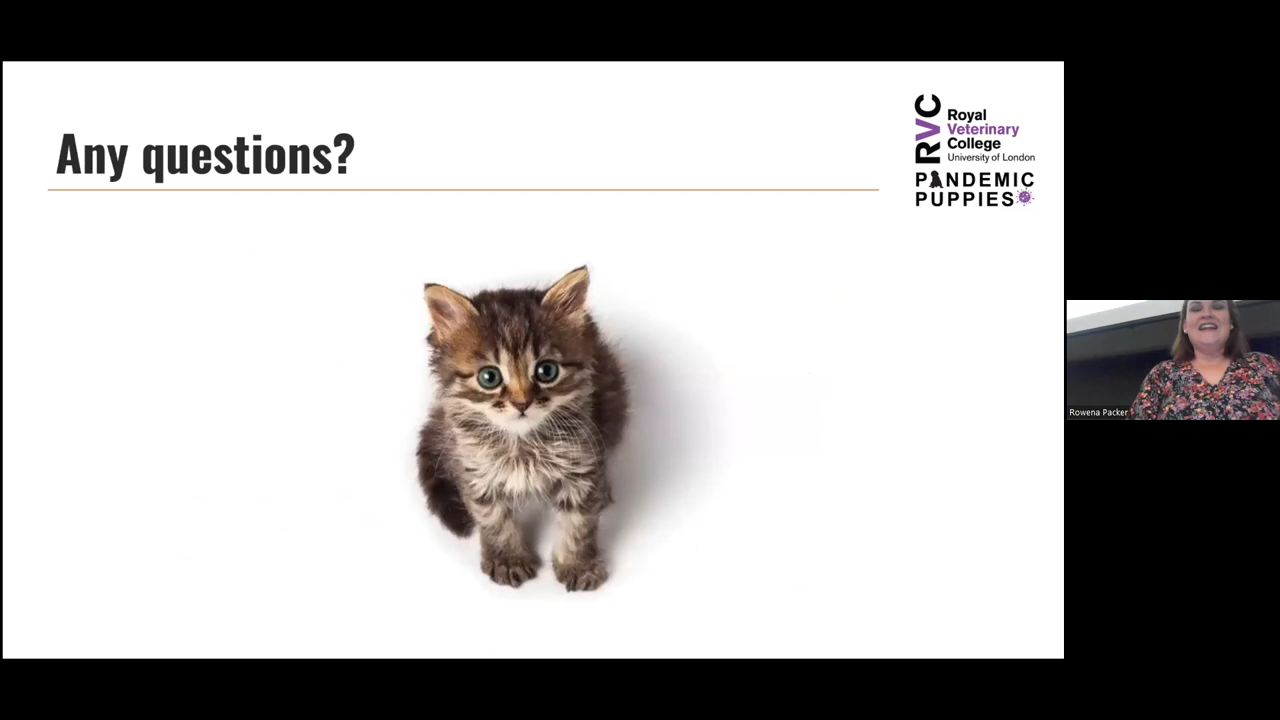 Any questions?
RVC
Royal
Veterinary
College
University of London
PANDEMIC
PUPPIES
Rowena Packer